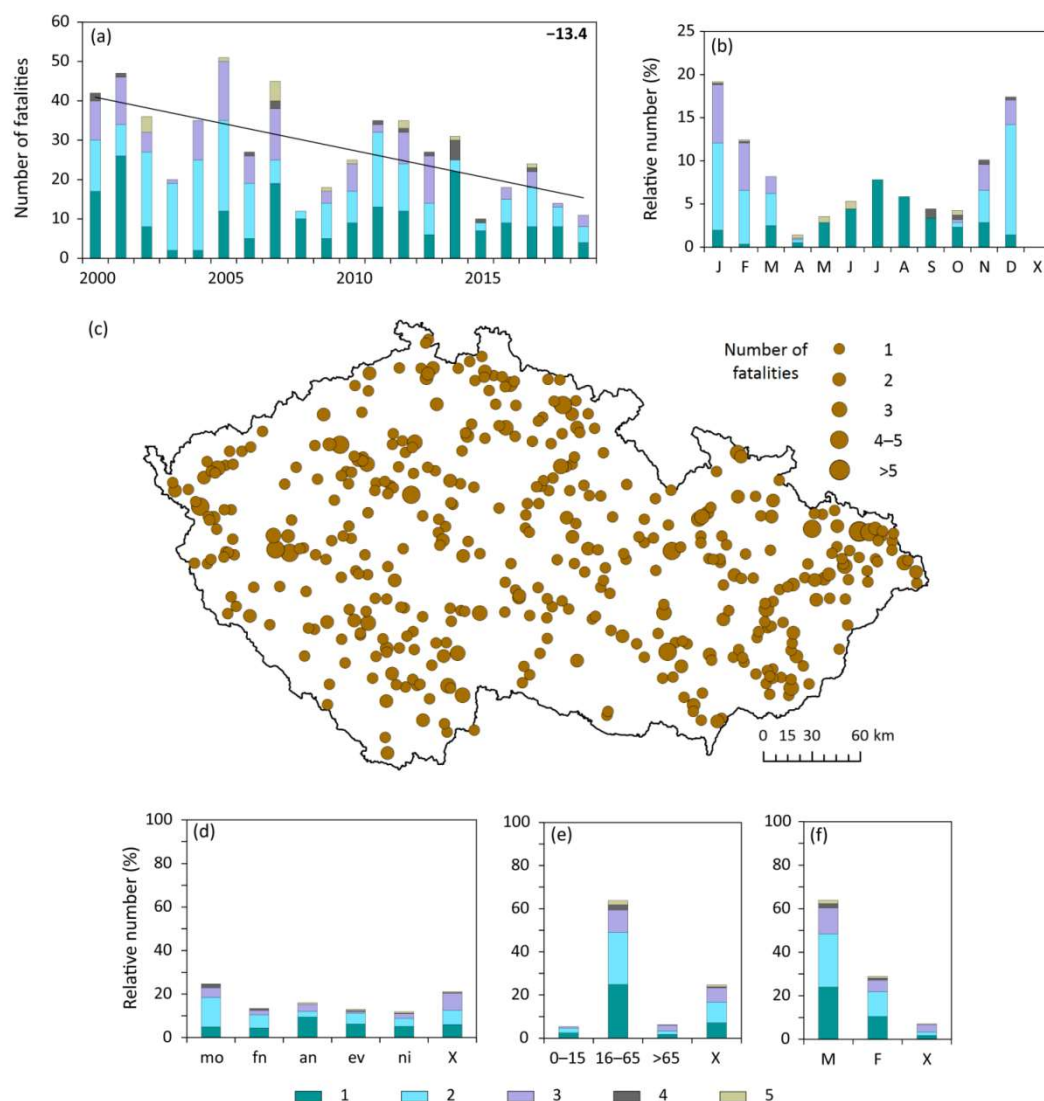 (a)
–13.4
Number of fatalities
60
50
40
30
20
10
0
2000
2005
2010
2015
(b)
Relative number (%)
25
20
15
10
5
0
J F M A M J J A S O N D X
(c)
Number of
fatalities
1
2
3
4–5
>5
0 15 30 60 km
(d)
Relative number (%)
100
80
60
40
20
0
mo fn an ev ni X
(e)
100
80
60
40
20
0
0–15 16–65 >65 X
(f)
100
80
60
40
20
0
M F X
1 2 3 4 5